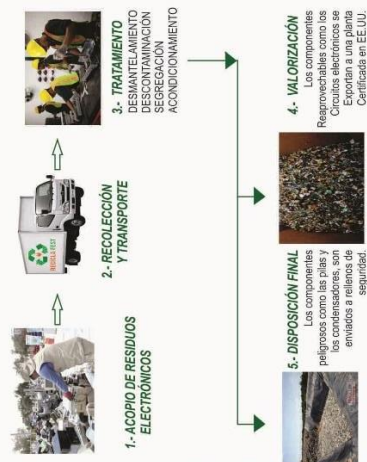 1.- ACOPIO DE RESIDUOS
ELECTRÓNICOS
2.- RECOLECCIÓN
Y TRANSPORTE
RECICLA FEST
3.- TRATAMIENTO
DESMANTELAMIENTO
DESCONTAMINACIÓN
SEGREGACIÓN
ACONDICIONAMIENTO
4.- VALORIZACIÓN
Los componentes
Reaprovechables como los
Circuitos electrónicos se
Exportan a una planta
Certificada en EE.UU.
5.- DISPOSICIÓN FINAL
Los componentes
peligrosos como las pilas y
los condensadores, son
enviados a rellenos de
seguridad.